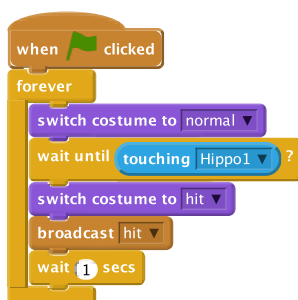 when clicked
forever
switch costume to normal
wait until touching Hippo1 ?
switch costume to hit
broadcast hit
wait 1 secs